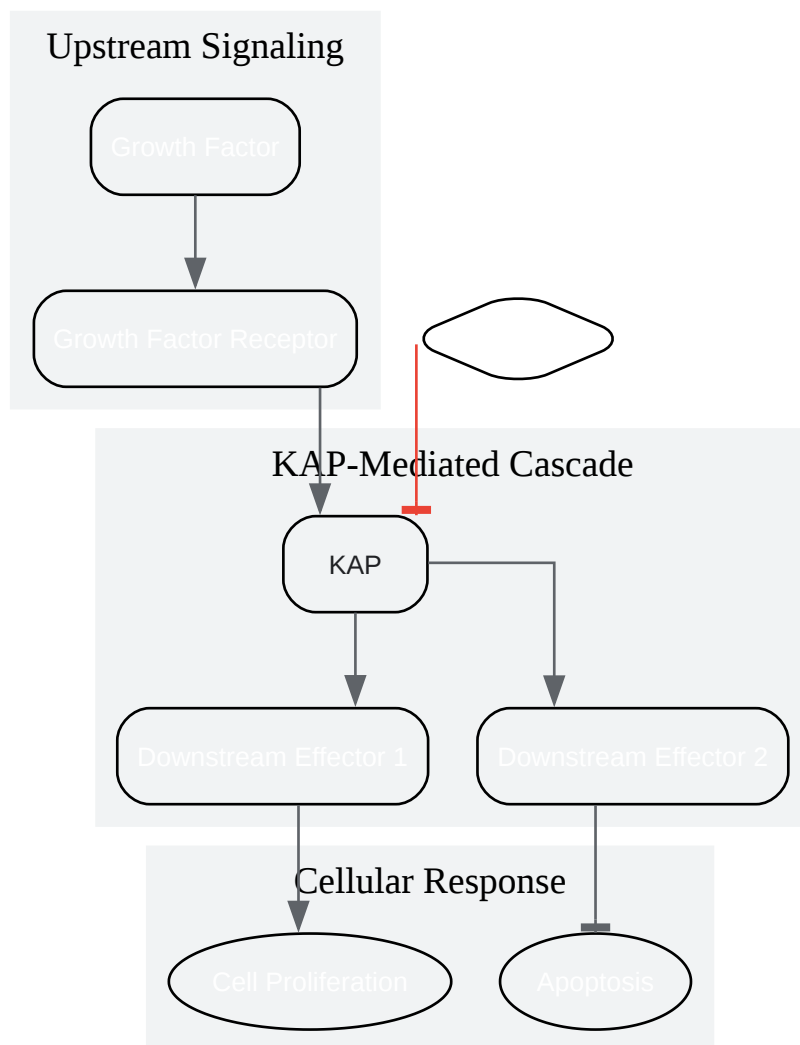 Upstream Signaling
Growth Factor
Growth Factor Receptor
KAP-Mediated Cascade
KAP
Downstream Effector 1
Downstream Effector 2
Cellular Response
Cell Proliferation
Apoptosis